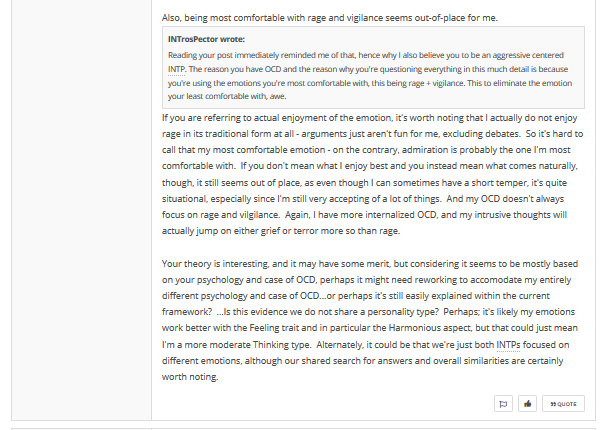 Also, being most comfortable with rage and vigilance seems out-of-place for me.
INTrosPector wrote:
Reading your post immediately reminded me of that, hence why I also believe you to be an aggressive centered
INTP. The reason you have OCD and the reason why you're questioning everything in this much detail is because
you're using the emotions you're most comfortable with, this being rage + vigilance. This to eliminate the emotion
your least comfortable with, awe.
If you are referring to actual enjoyment of the emotion, it's worth noting that I actually do not enjoy
rage in its traditional form at all - arguments just aren't fun for me, excluding debates.  So it's hard to
call that my most comfortable emotion - on the contrary, admiration is probably the one I'm most
comfortable with.  If you don't mean what I enjoy best and you instead mean what comes naturally,
though, it still seems out of place, as even though I can sometimes have a short temper, it's quite
situational, especially since I'm still very accepting of a lot of things.  And my OCD doesn't always
focus on rage and vilgilance.  Again, I have more internalized OCD, and my intrusive thoughts will
actually jump on either grief or terror more so than rage.
Your theory is interesting, and it may have some merit, but considering it seems to be mostly based
on your psychology and case of OCD, perhaps it might need reworking to accomodate my entirely
different psychology and case of OCD...or perhaps it's still easily explained within the current
framework?  ...Is this evidence we do not share a personality type?  Perhaps; it's likely my emotions
work better with the Feeling trait and in particular the Harmonious aspect, but that could just mean
I'm a more moderate Thinking type.  Alternately, it could be that we're just both INTPs focused on
different emotions, although our shared search for answers and overall similarities are certainly
worth noting.
QUOTE